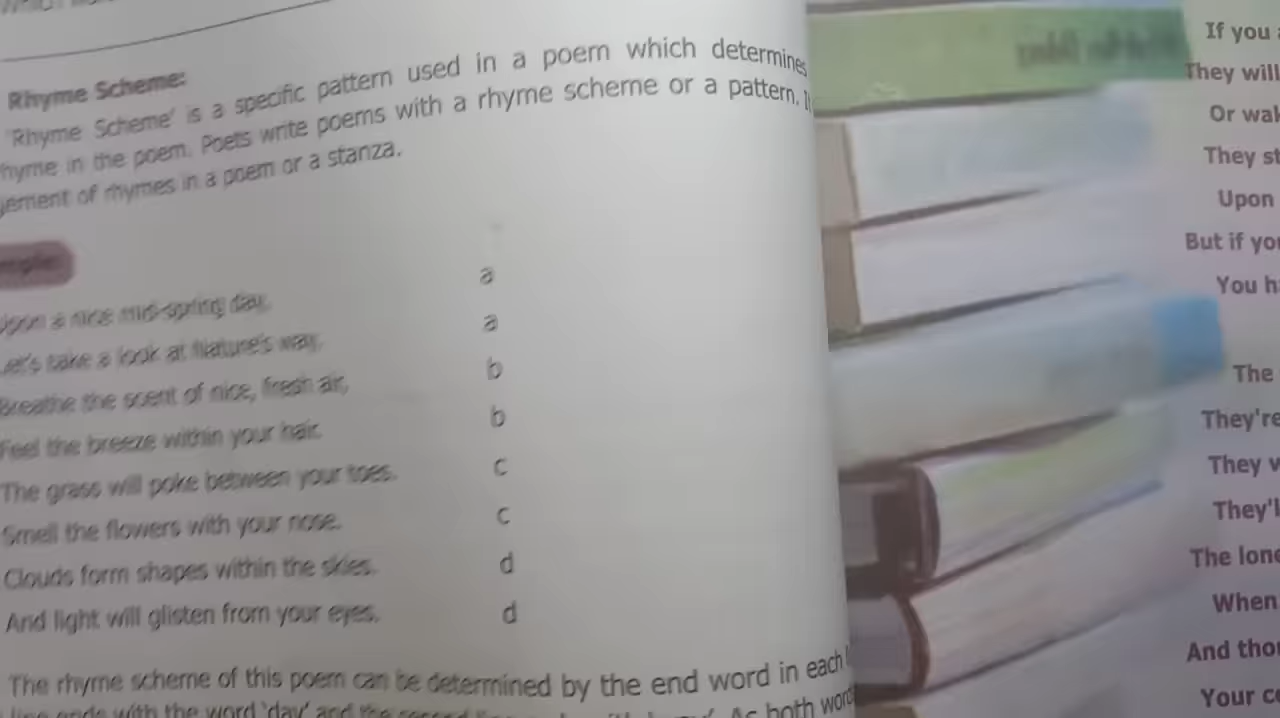 Rhyme Scheme:
'Rhyme Scheme' is a specific pattern used in a poem which determines
hyme in the poem. Poets write poems with a rhyme scheme or a pattern.
gement of rhymes in a poem or a stanza.
mple:
Upon a nice mid-spring day, a
Let's take a look at Nature's way. a
Breathe the scent of nice, fresh air, b
Feel the breeze within your hair. b
The grass will poke between your toes. c
Smell the flowers with your nose. c
Clouds form shapes within the skies. d
And light will glisten from your eyes. d
The rhyme scheme of this poem can be determined by the end word in each
line ends with the word 'day' and the second As both word
If you
They will
Or wal
They st
Upon
But if you
You h
The
They're
They w
They'l
The lone
When
And tho
Your c